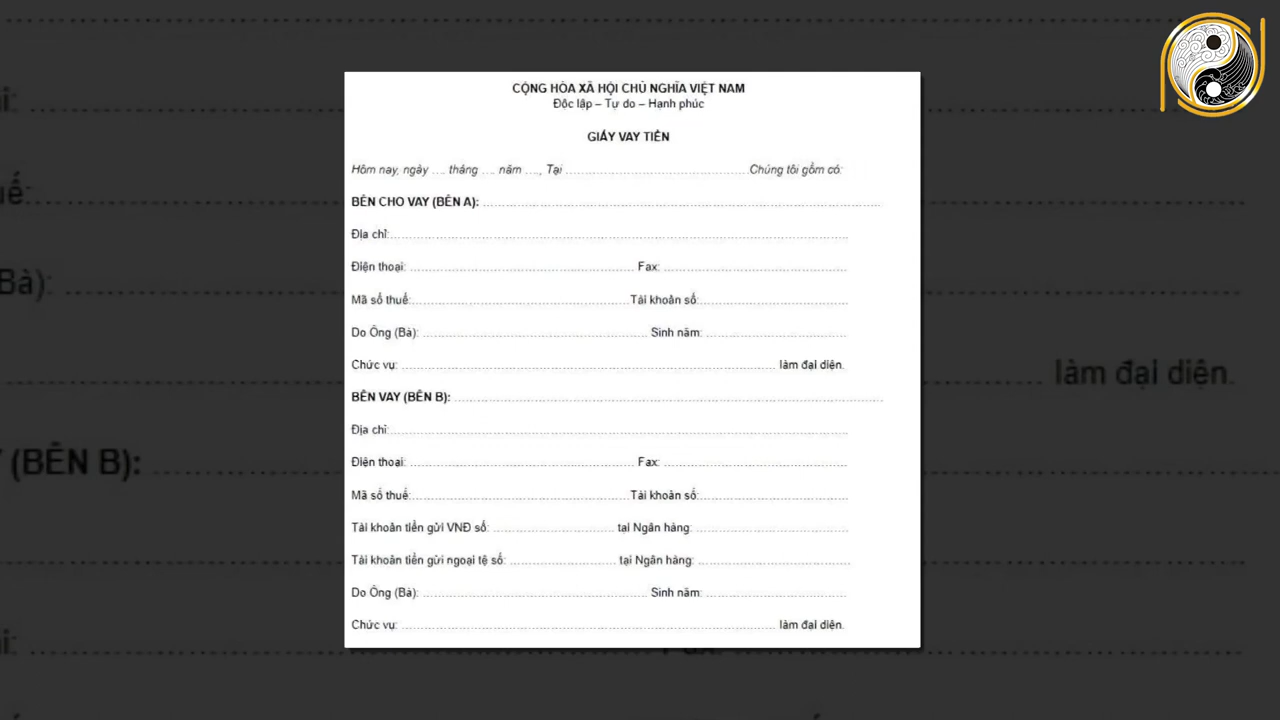 CỘNG HÒA XÃ HỘI CHỦ NGHĨA VIỆT NAM
Độc lập – Tự do – Hạnh phúc
GIẤY VAY TIỀN
Hôm nay, ngày .... tháng .... năm ...., Tại ........................................................ Chúng tôi gồm có:
BÊN CHO VAY (BÊN A): ........................................................
Địa chỉ: ........................................................
Điện thoại: ........................................ Fax: ........................................
Mã số thuế: ........................................ Tài khoản số: ........................................
Do Ông (Bà): ........................................ Sinh năm: ........................................
Chức vụ: ........................................................ làm đại diện.
BÊN VAY (BÊN B): ........................................................
Địa chỉ: ........................................................
Điện thoại: ........................................ Fax: ........................................
Mã số thuế: ........................................ Tài khoản số: ........................................
Tài khoản tiền gửi VNĐ số: .............................. tại Ngân hàng: ..............................
Tài khoản tiền gửi ngoại tệ số: .............................. tại Ngân hàng: ..............................
Do Ông (Bà): ........................................ Sinh năm: ........................................
Chức vụ: ........................................................ làm đại diện.